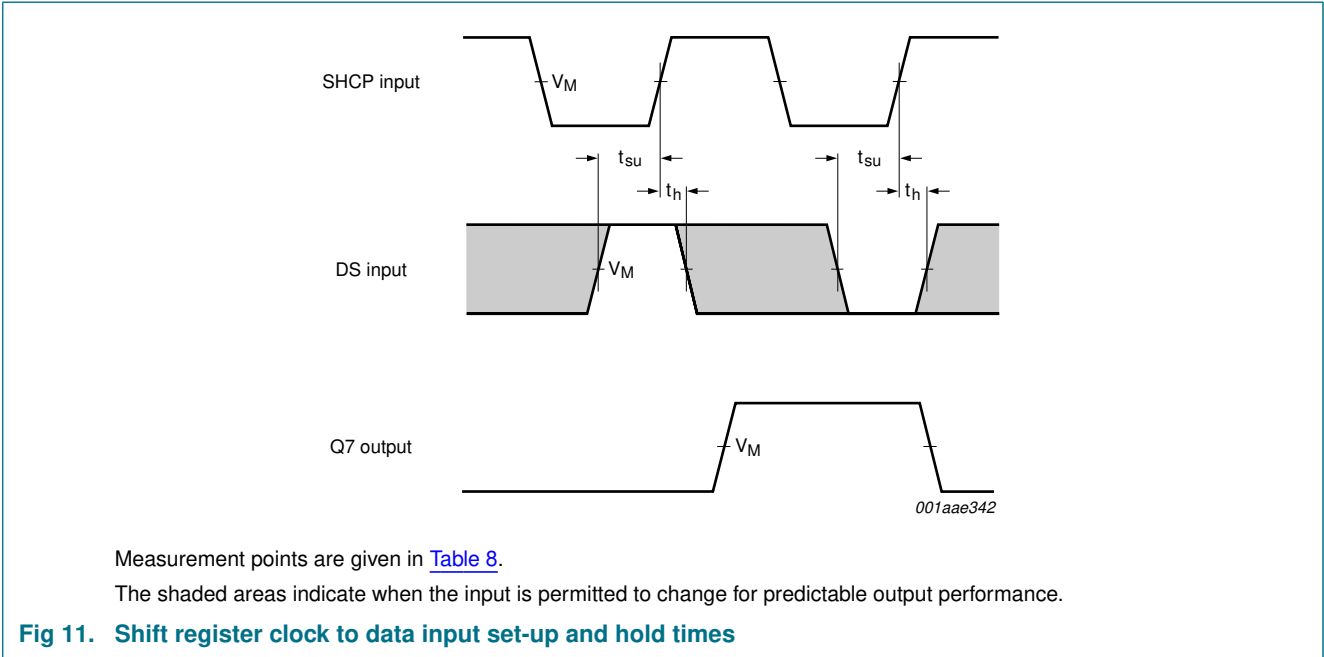 SHCP input
VM
tsu
tsu
th
th
DS input
VM
Q7 output
VM
001aae342
Measurement points are given in Table 8.
The shaded areas indicate when the input is permitted to change for predictable output performance.
Fig 11. Shift register clock to data input set-up and hold times